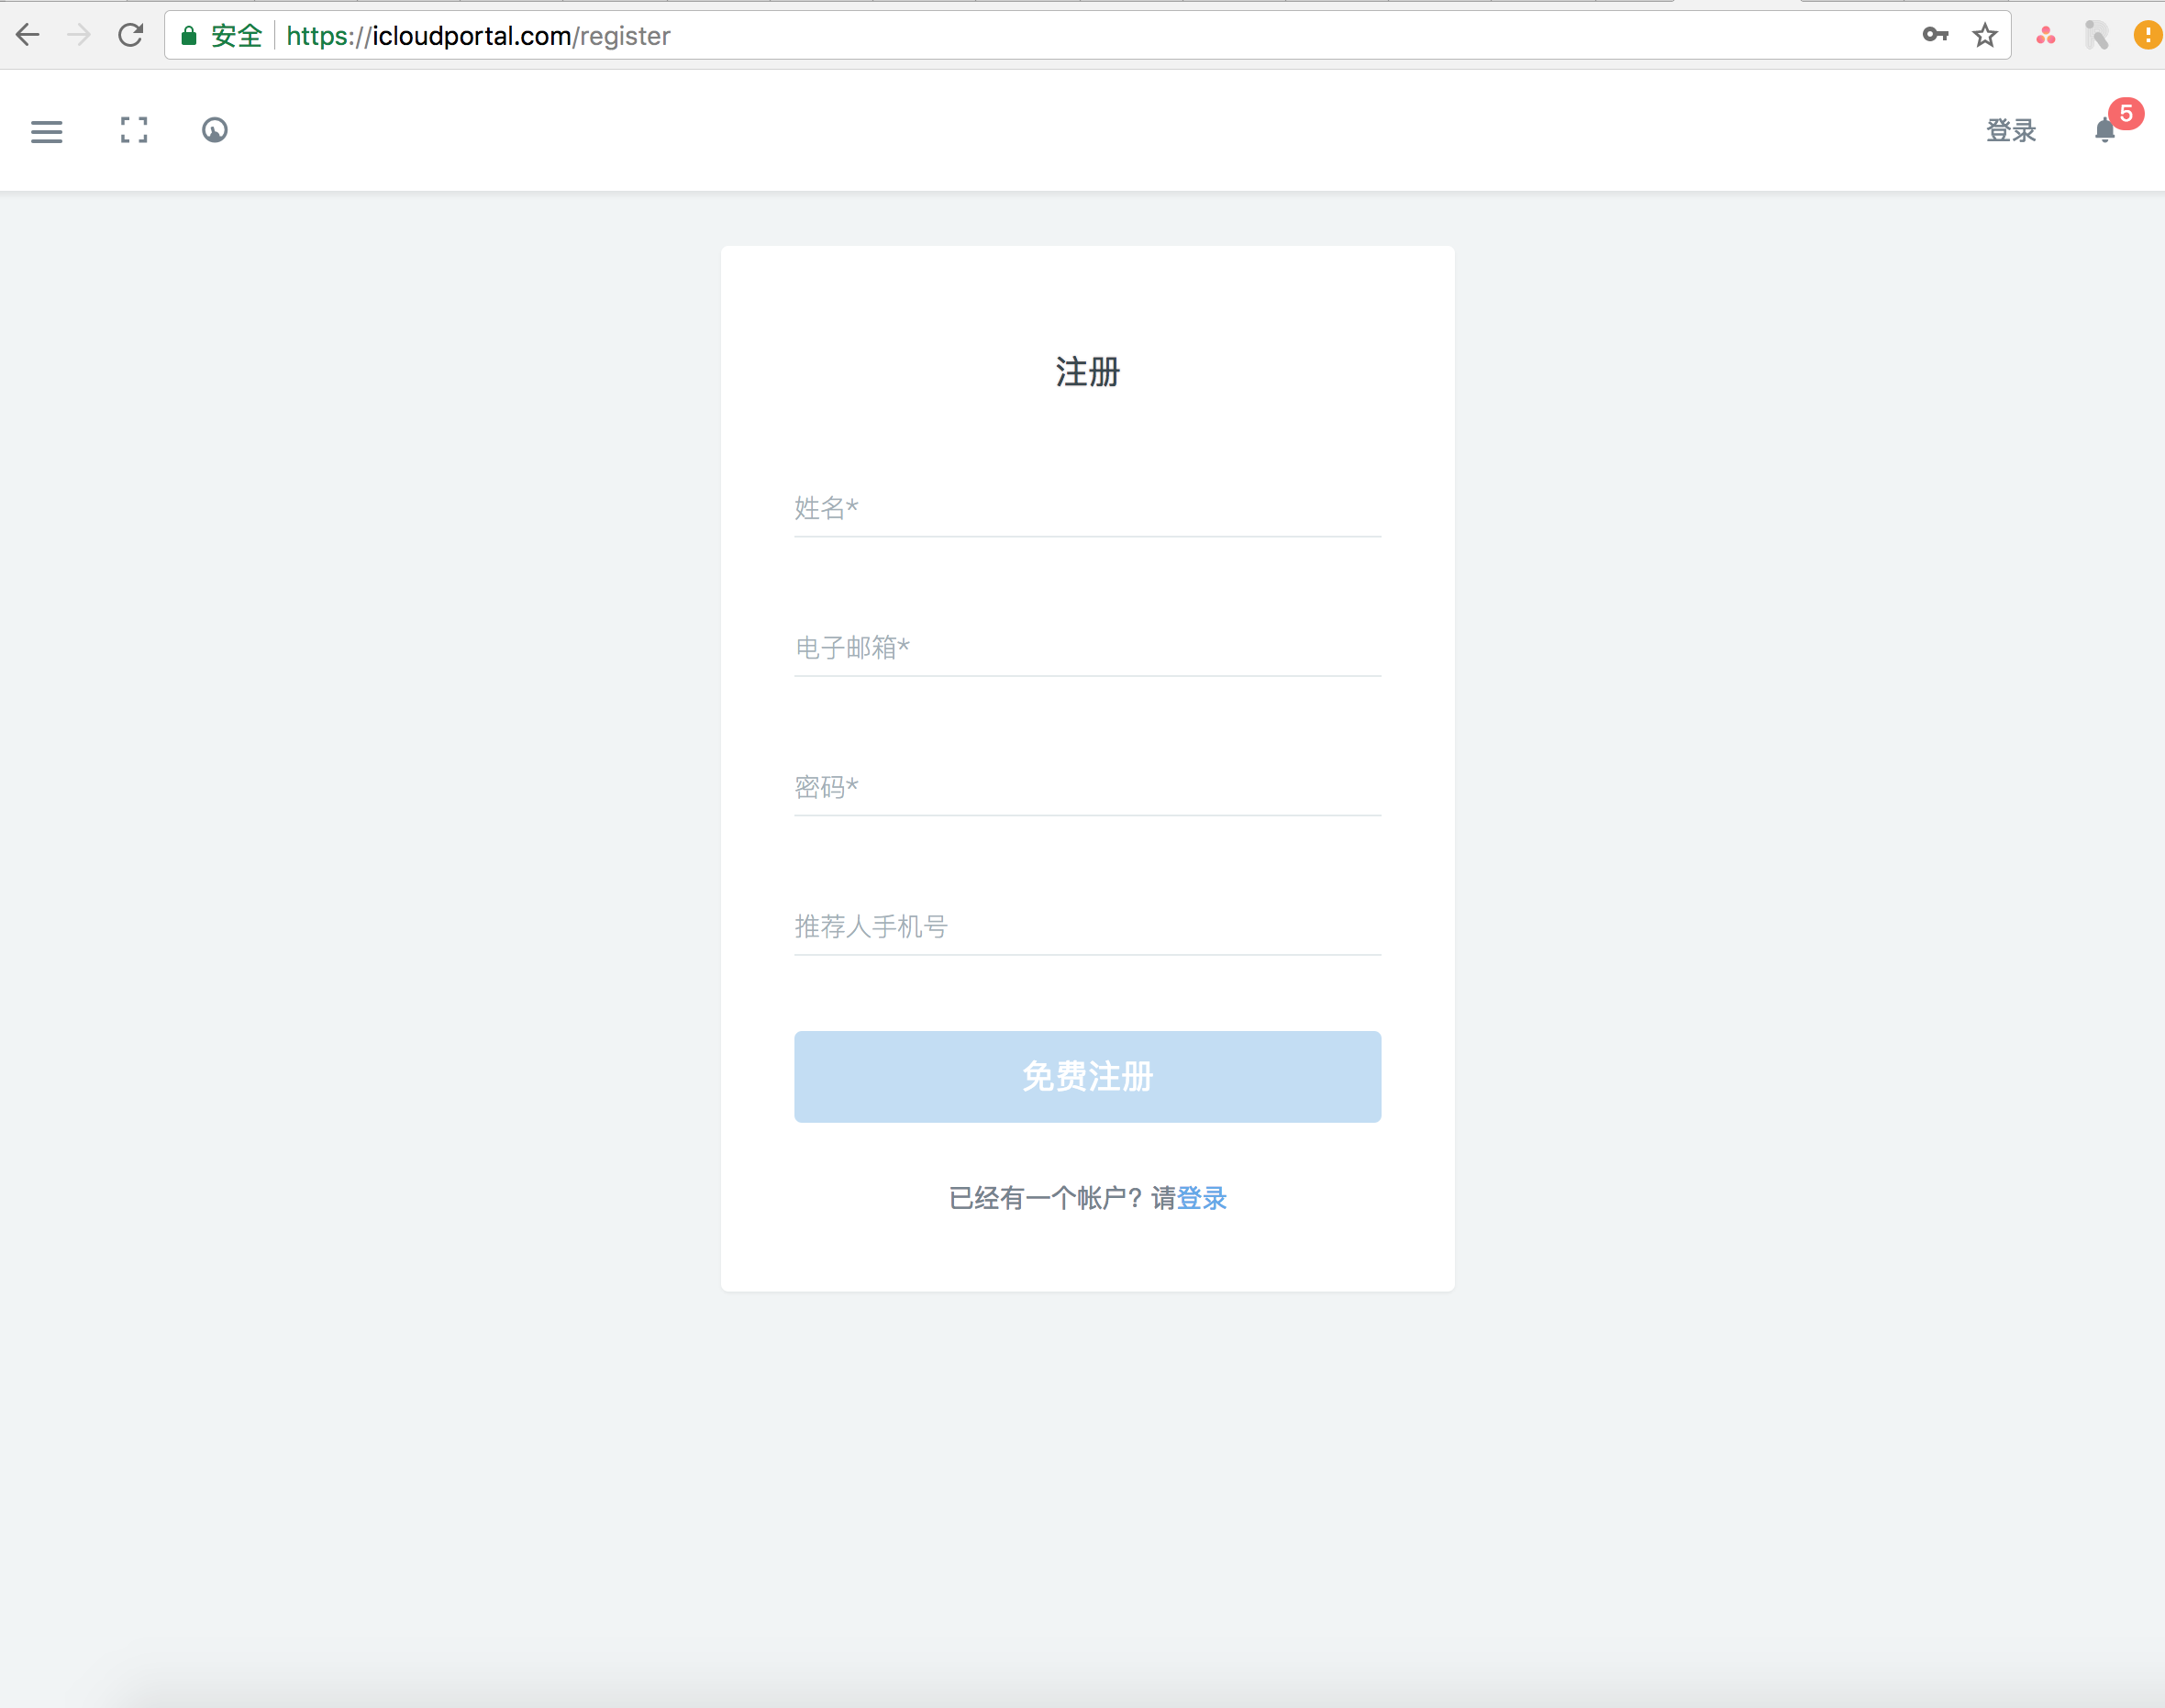 安全 https://icloudportal.com/register
登录 5
注册
姓名*
电子邮箱*
密码*
推荐人手机号
免费注册
已经有一个帐户? 请登录